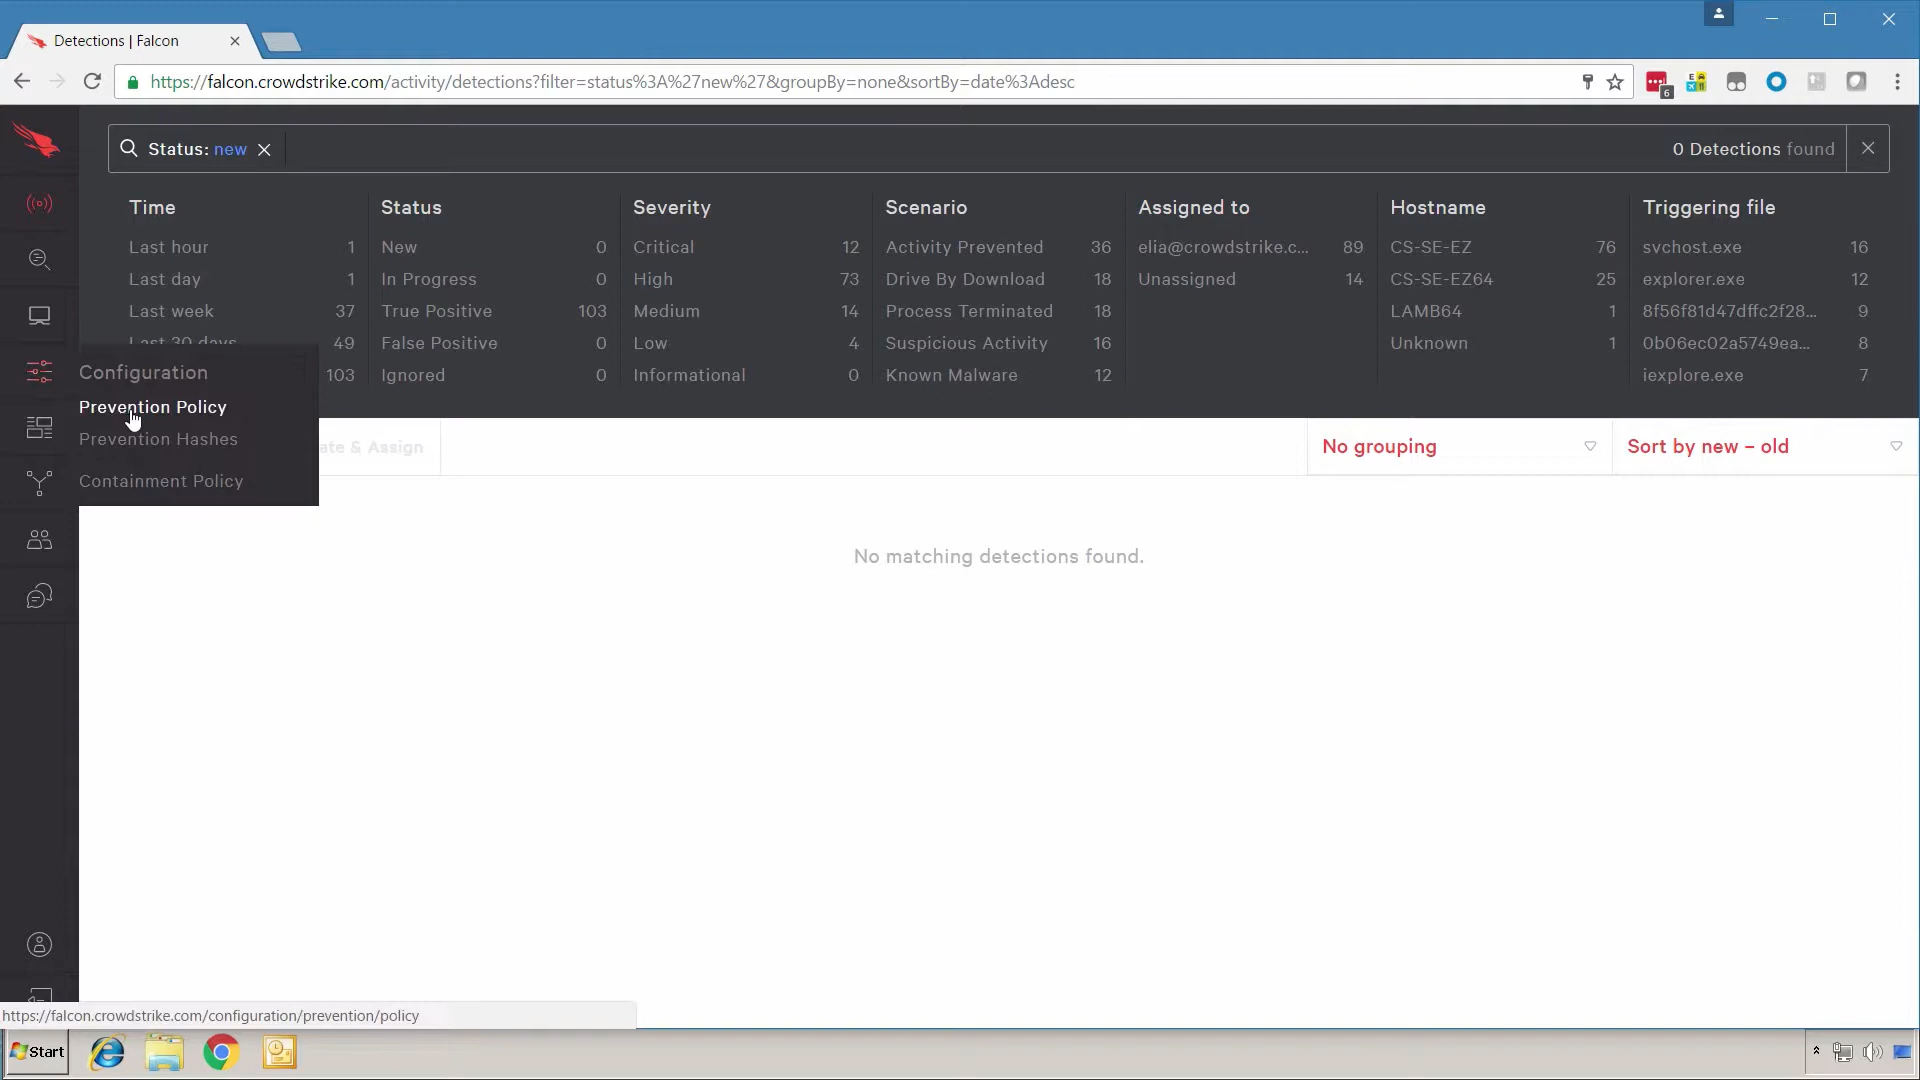 Detections | Falcon
https://falcon.crowdstrike.com/activity/detections?filter=status%3A%27new%27&groupBy=none&sortBy=date%3Adesc
6
Status: new
0 Detections found
Time
Last hour 1
Last day 1
Last week 37
Last 30 days 49
103
Status
New 0
In Progress 0
True Positive 103
False Positive 0
Ignored 0
Severity
Critical 12
High 73
Medium 14
Low 4
Informational 0
Scenario
Activity Prevented 36
Drive By Download 18
Process Terminated 18
Suspicious Activity 16
Known Malware 12
Assigned to
elia@crowdstrike.c... 89
Unassigned 14
Hostname
CS-SE-EZ 76
CS-SE-EZ64 25
LAMB64 1
Unknown 1
Triggering file
svchost.exe 16
explorer.exe 12
8f56f81d47dffc2f28... 9
0b06ec02a5749ea... 8
iexplore.exe 7
Configuration
Prevention Policy
Prevention Hashes
Containment Policy
ate & Assign
No grouping
Sort by new – old
No matching detections found.
https://falcon.crowdstrike.com/configuration/prevention/policy
Start